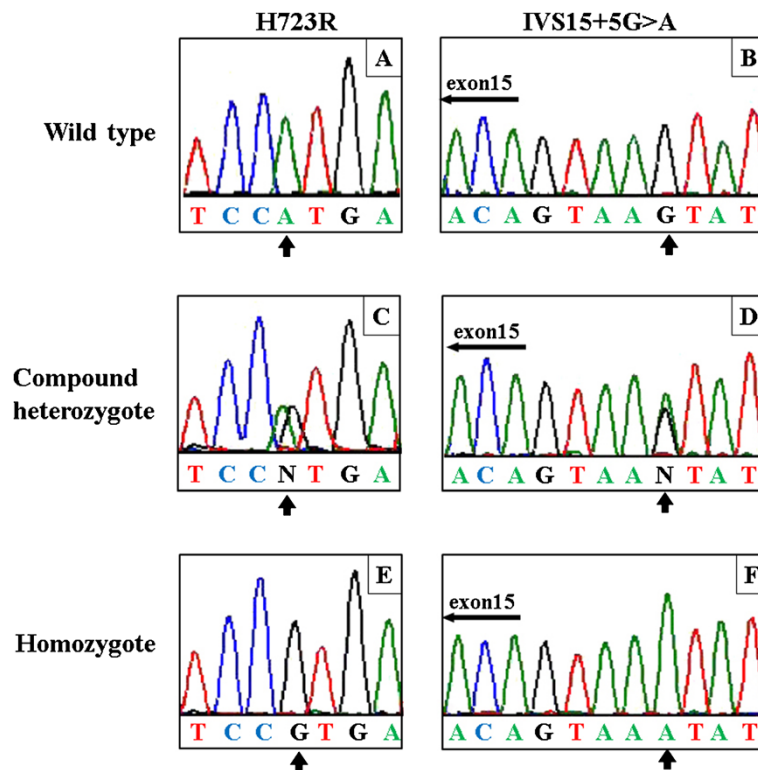 H723R
IVS15+5G>A
Wild type
A
T C C A T G A
B
exon15
A C A G T A A G T A T
Compound
heterozygote
C
T C C N T G A
D
exon15
A C A G T A A N T A T
Homozygote
E
T C C G T G A
F
exon15
A C A G T A A A T A T